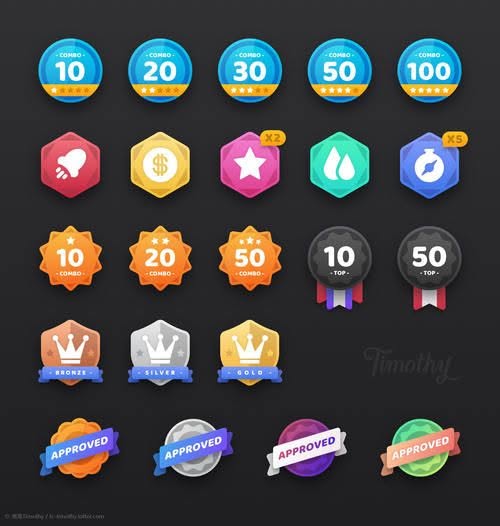 - COMBO -
10
- COMBO -
20
- COMBO -
30
- COMBO -
50
- COMBO -
100
X2
X5
10
- COMBO -
20
- COMBO -
50
- COMBO -
10
- TOP -
50
- TOP -
- BRONZE -
- SILVER -
- GOLD -
Timothy
APPROVED
APPROVED
APPROVED
APPROVED